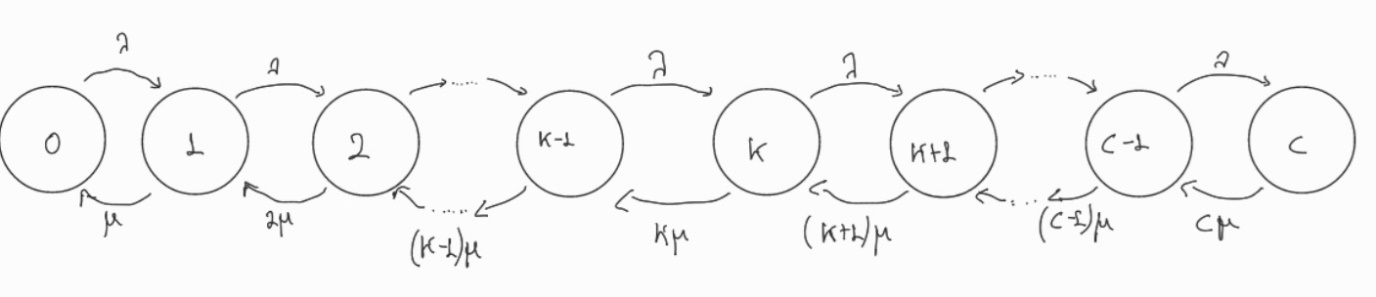 λ λ ..... λ λ ..... λ
0 1 2 K-1 K K+1 C-1 C
μ 2μ ..... (K-1)μ Kμ (K+1)μ ..... (C-1)μ Cμ